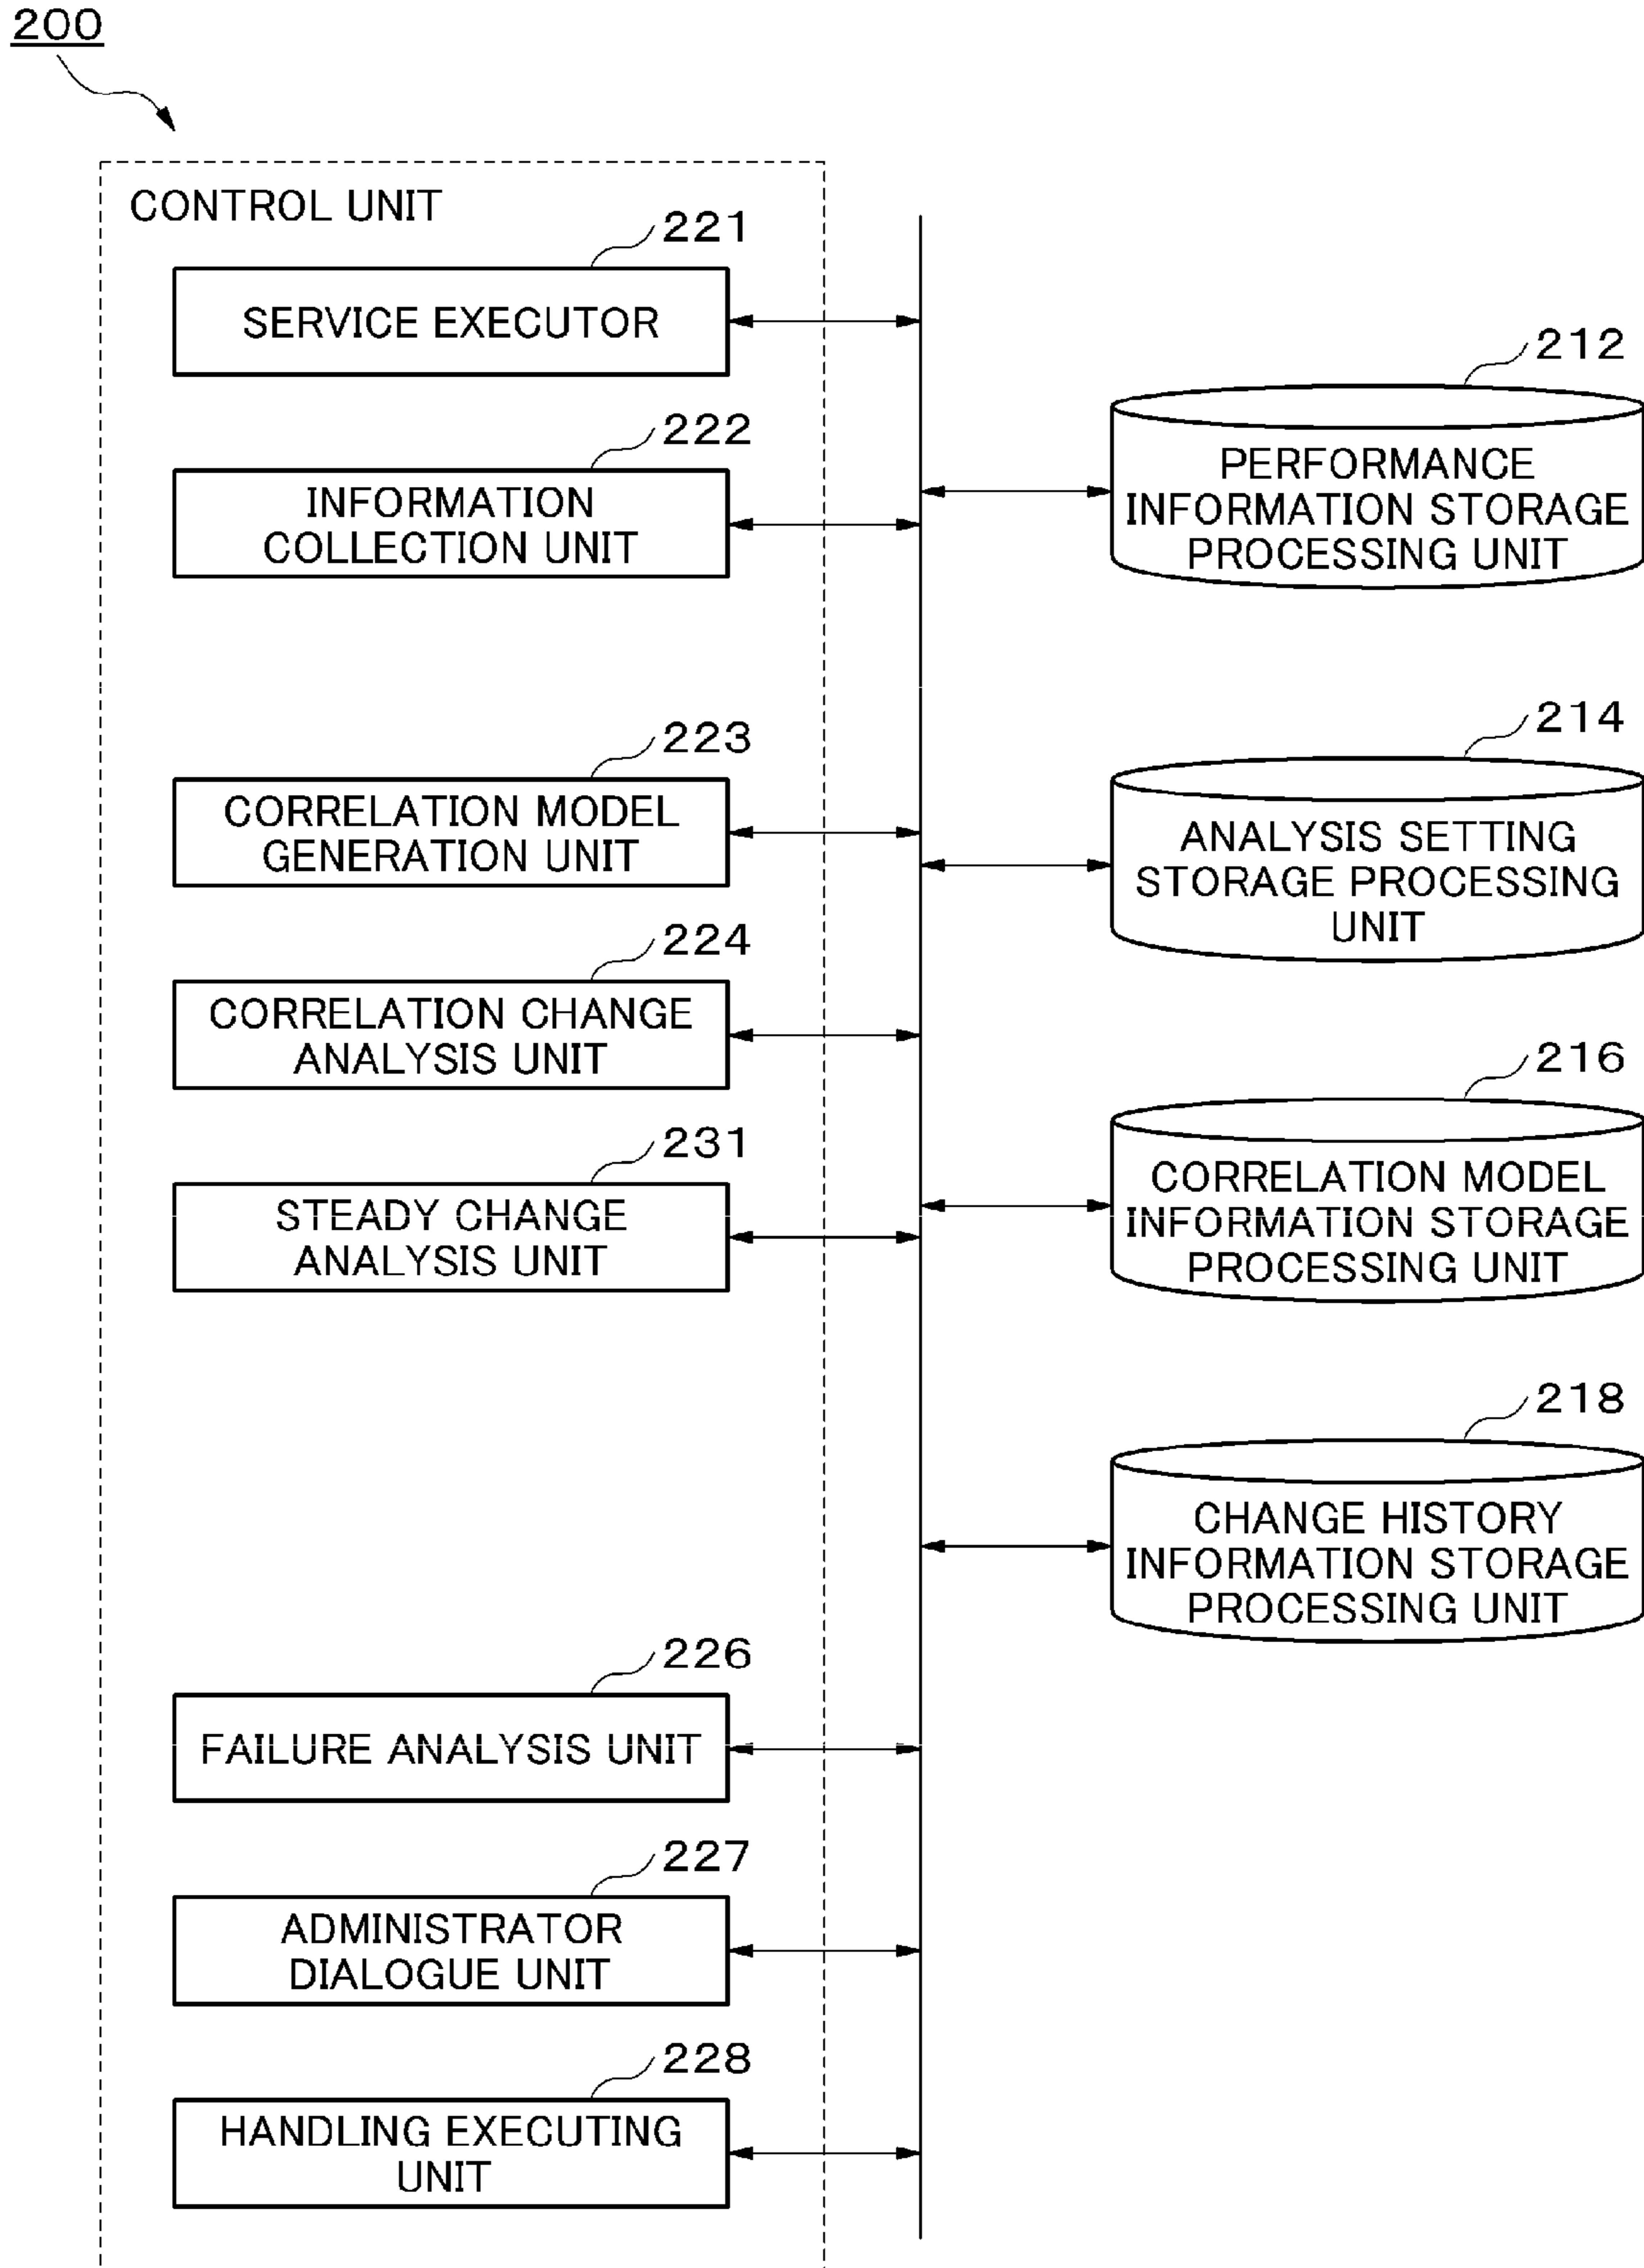 200
CONTROL UNIT
221
SERVICE EXECUTOR
222
INFORMATION
COLLECTION UNIT
223
CORRELATION MODEL
GENERATION UNIT
224
CORRELATION CHANGE
ANALYSIS UNIT
231
STEADY CHANGE
ANALYSIS UNIT
226
FAILURE ANALYSIS UNIT
227
ADMINISTRATOR
DIALOGUE UNIT
228
HANDLING EXECUTING
UNIT
212
PERFORMANCE
INFORMATION STORAGE
PROCESSING UNIT
214
ANALYSIS SETTING
STORAGE PROCESSING
UNIT
216
CORRELATION MODEL
INFORMATION STORAGE
PROCESSING UNIT
218
CHANGE HISTORY
INFORMATION STORAGE
PROCESSING UNIT